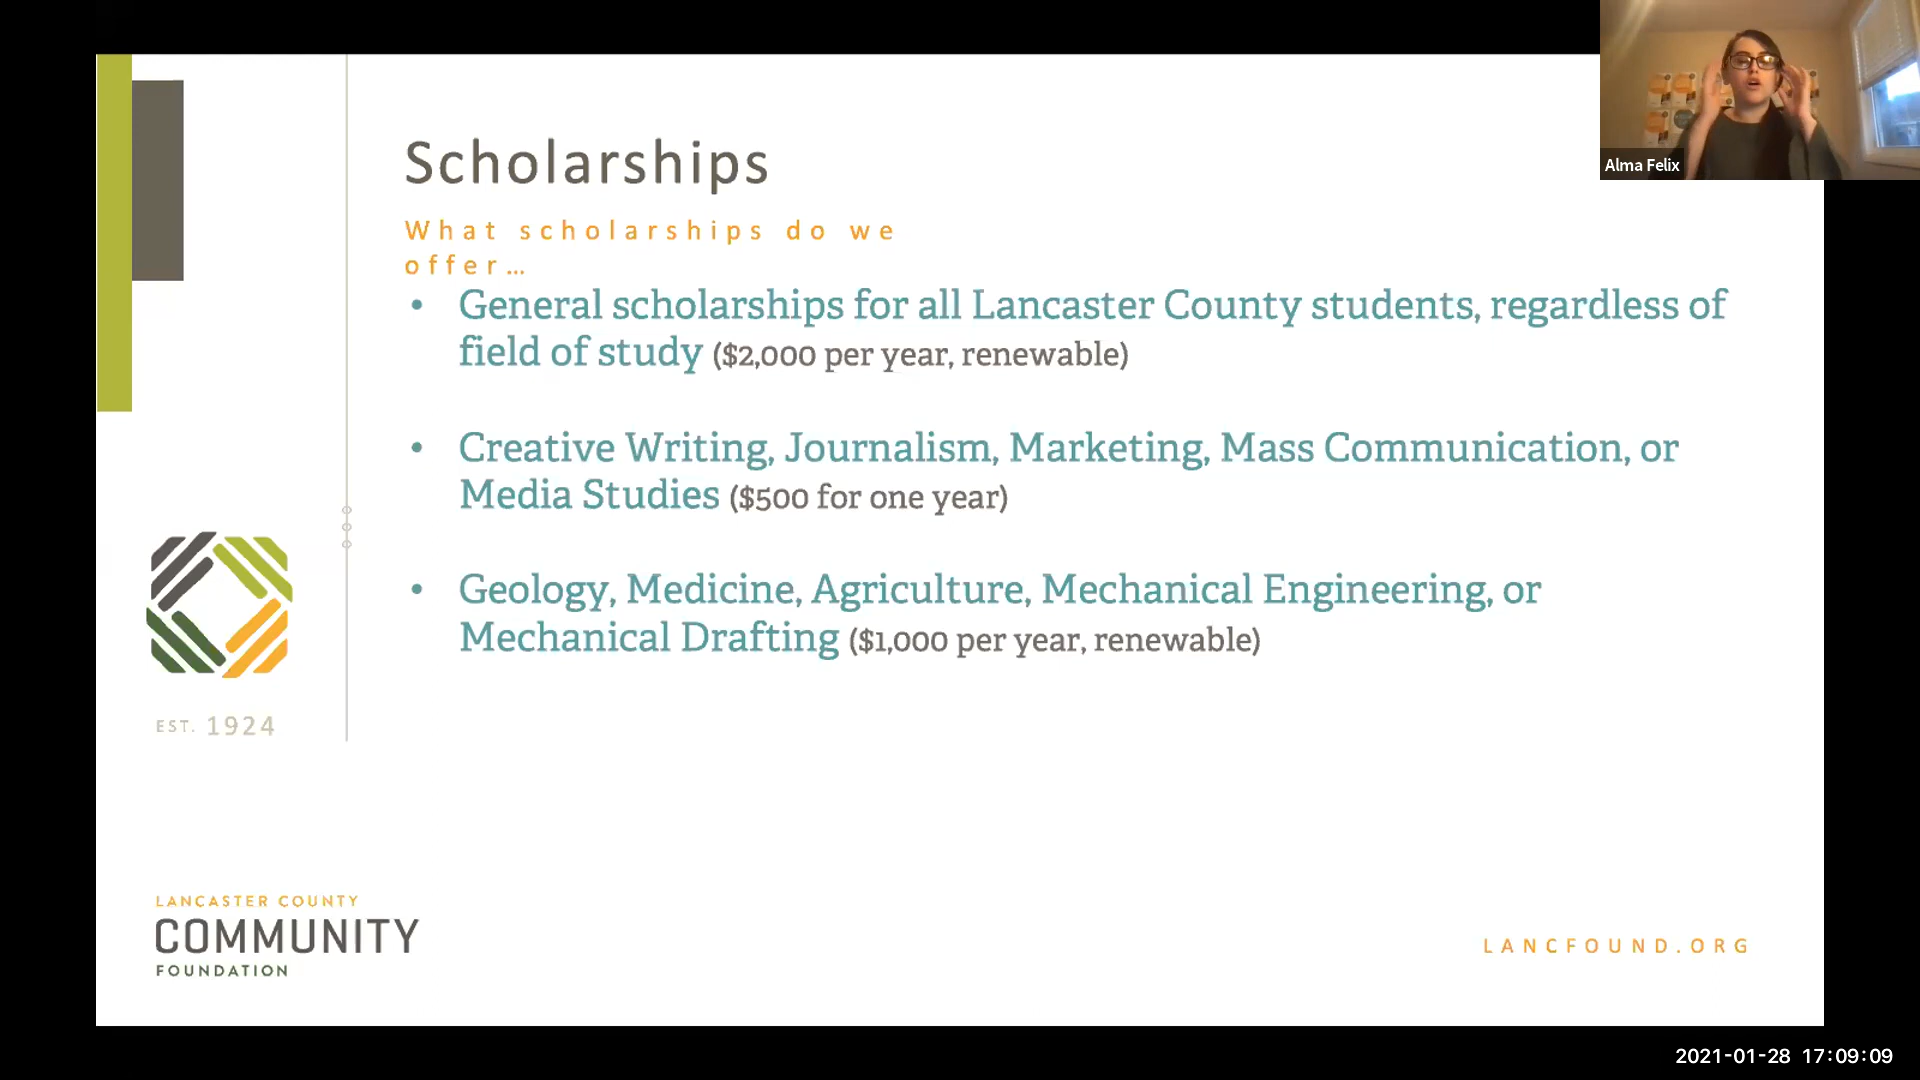 Scholarships
What scholarships do we
offer…
• General scholarships for all Lancaster County students, regardless of
field of study ($2,000 per year, renewable)
• Creative Writing, Journalism, Marketing, Mass Communication, or
Media Studies ($500 for one year)
• Geology, Medicine, Agriculture, Mechanical Engineering, or
Mechanical Drafting ($1,000 per year, renewable)
EST. 1924
LANCASTER COUNTY
COMMUNITY
FOUNDATION
LANCFOUND.ORG
Alma Felix
2021-01-28 17:09:09